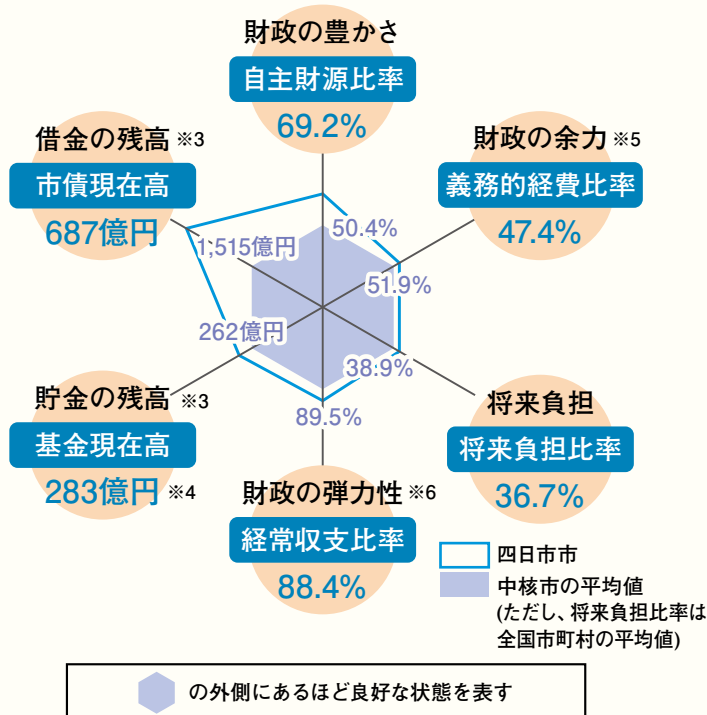 財政の豊かさ
自主財源比率
69.2%
借金の残高 ※3
市債現在高
687億円
財政の余力 ※5
義務的経費比率
47.4%
50.4%
1,515億円
51.9%
262億円
38.9%
89.5%
貯金の残高 ※3
基金現在高
283億円 ※4
将来負担
将来負担比率
36.7%
財政の弾力性 ※6
経常収支比率
88.4%
四日市市
中核市の平均値
(ただし、将来負担比率は
全国市町村の平均値)
の外側にあるほど良好な状態を表す